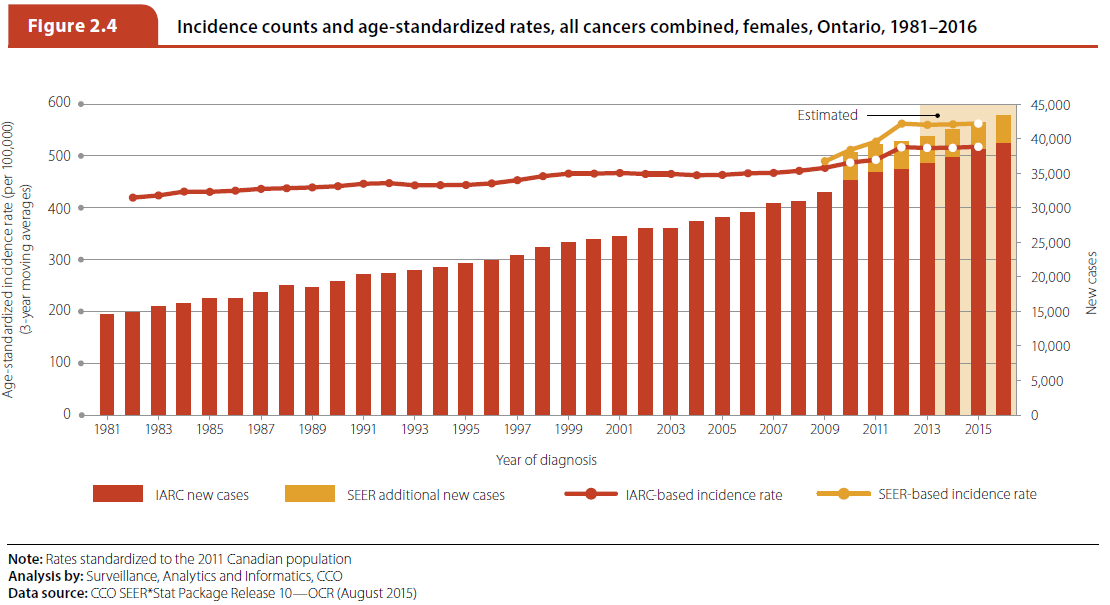 Figure 2.4
Incidence counts and age-standardized rates, all cancers combined, females, Ontario, 1981–2016
Age-standardized incidence rate (per 100,000)
(3-year moving averages)
600
500
400
300
200
100
0
Estimated
45,000
40,000
35,000
30,000
25,000
20,000
15,000
10,000
5,000
0
New cases
1981 1983 1985 1987 1989 1991 1993 1995 1997 1999 2001 2003 2005 2007 2009 2011 2013 2015
Year of diagnosis
IARC new cases SEER additional new cases IARC-based incidence rate SEER-based incidence rate
Note: Rates standardized to the 2011 Canadian population
Analysis by: Surveillance, Analytics and Informatics, CCO
Data source: CCO SEER*Stat Package Release 10—OCR (August 2015)